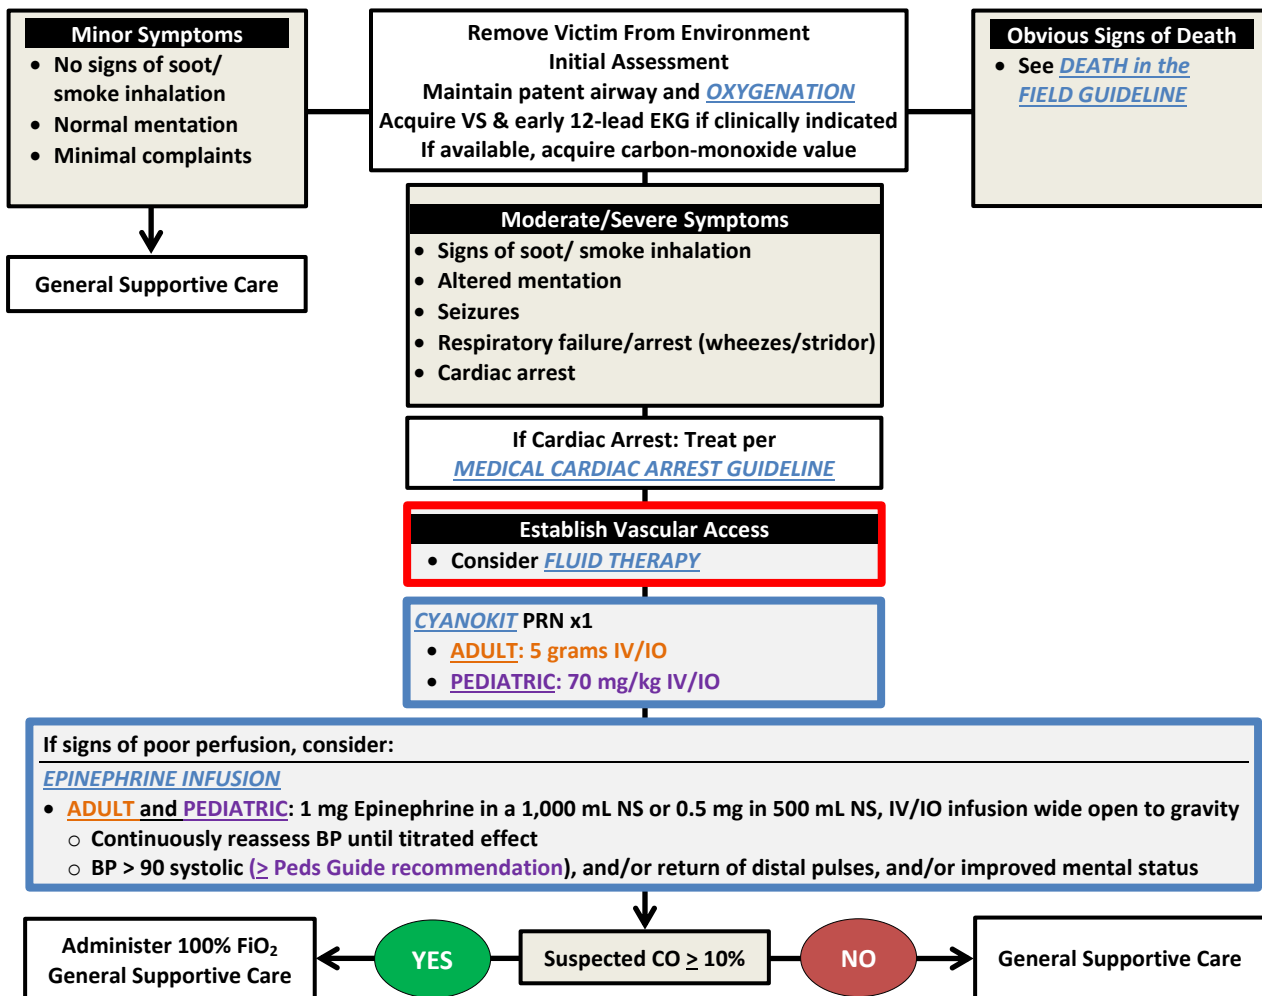 Minor Symptoms
• No signs of soot/
smoke inhalation
• Normal mentation
• Minimal complaints
General Supportive Care
Remove Victim From Environment
Initial Assessment
Maintain patent airway and OXYGENATION
Acquire VS & early 12-lead EKG if clinically indicated
If available, acquire carbon-monoxide value
Obvious Signs of Death
• See DEATH in the
FIELD GUIDELINE
Moderate/Severe Symptoms
• Signs of soot/ smoke inhalation
• Altered mentation
• Seizures
• Respiratory failure/arrest (wheezes/stridor)
• Cardiac arrest
If Cardiac Arrest: Treat per
MEDICAL CARDIAC ARREST GUIDELINE
Establish Vascular Access
• Consider FLUID THERAPY
CYANOKIT PRN x1
• ADULT: 5 grams IV/IO
• PEDIATRIC: 70 mg/kg IV/IO
If signs of poor perfusion, consider:
EPINEPHRINE INFUSION
• ADULT and PEDIATRIC: 1 mg Epinephrine in a 1,000 mL NS or 0.5 mg in 500 mL NS, IV/IO infusion wide open to gravity
o Continuously reassess BP until titrated effect
o BP > 90 systolic (≥ Peds Guide recommendation), and/or return of distal pulses, and/or improved mental status
Administer 100% FiO₂
General Supportive Care
YES
Suspected CO ≥ 10%
NO
General Supportive Care